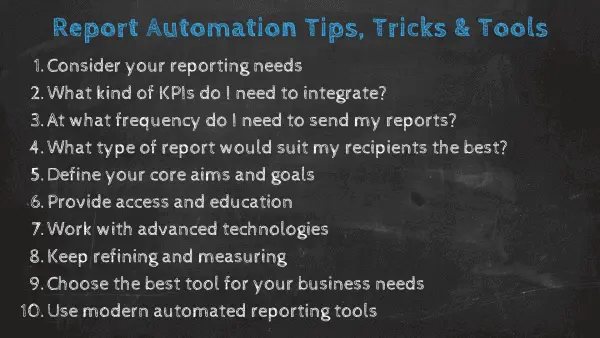 Report Automation Tips, Tricks & Tools
1. Consider your reporting needs
2. What kind of KPIs do I need to integrate?
3. At what frequency do I need to send my reports?
4. What type of report would suit my recipients the best?
5. Define your core aims and goals
6. Provide access and education
7. Work with advanced technologies
8. Keep refining and measuring
9. Choose the best tool for your business needs
10. Use modern automated reporting tools